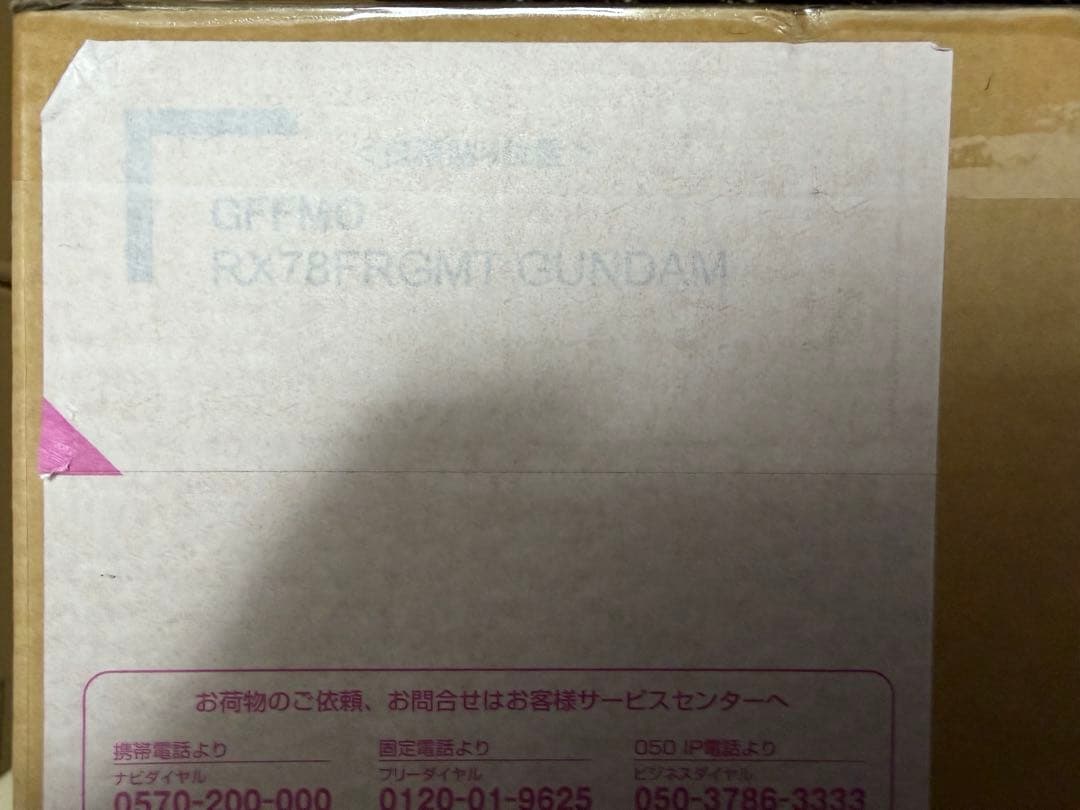 GFFMC
RX78FRGMT GUNDAM
お荷物のご依頼、お問合せはお客様サービスセンターへ
携帯電話より
ナビダイヤル
0570-200-000
固定電話より
フリーダイヤル
0120-01-9625
050 IP電話より
ビジネスダイヤル
050-3786-3333